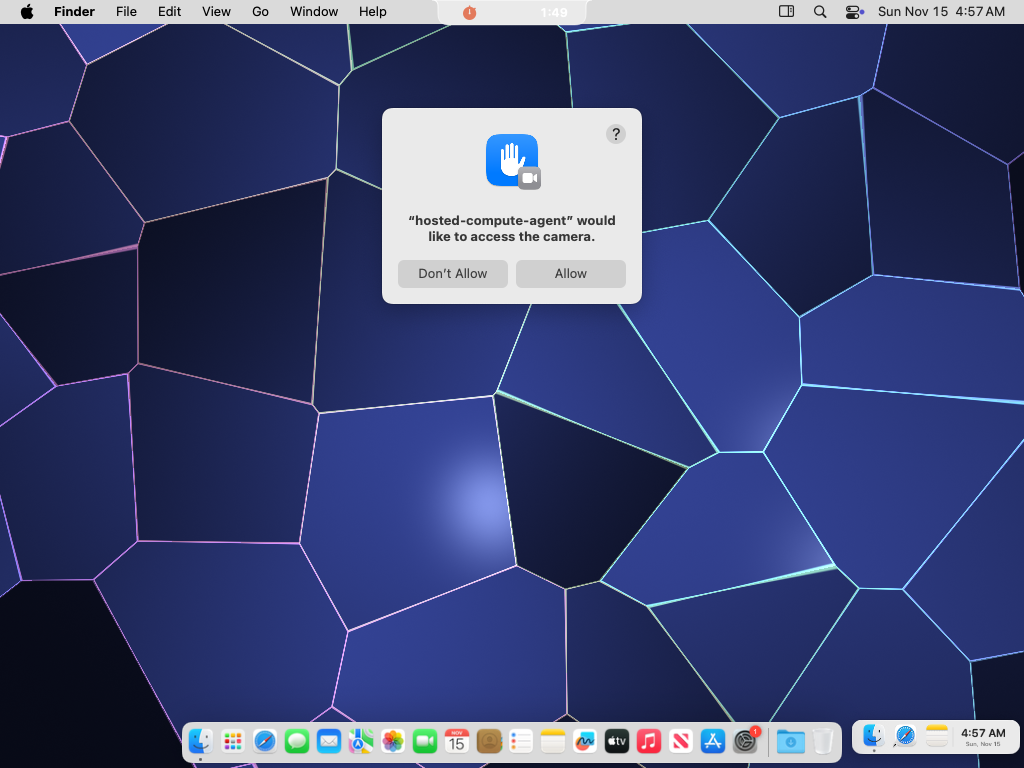 Finder File Edit View Go Window Help 1:49 Sun Nov 15 4:57 AM
?
“hosted-compute-agent” would
like to access the camera.
Don’t Allow Allow
NOV
15
tv
1
4:57 AM
Sun, Nov 15